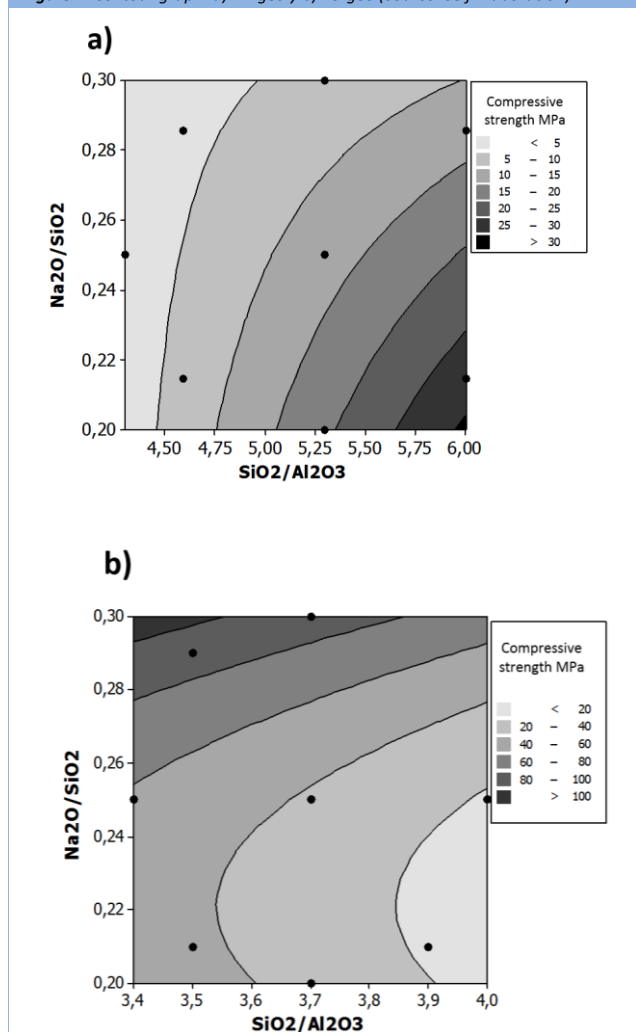 a)
0,30
0,28
0,26
0,24
0,22
0,20
Na2O/SiO2
4,50 4,75 5,00 5,25 5,50 5,75 6,00
SiO2/Al2O3
Compressive
strength MPa
< 5
5 – 10
10 – 15
15 – 20
20 – 25
25 – 30
> 30
b)
0,30
0,28
0,26
0,24
0,22
0,20
Na2O/SiO2
3,4 3,5 3,6 3,7 3,8 3,9 4,0
SiO2/Al2O3
Compressive
strength MPa
< 20
20 – 40
40 – 60
60 – 80
80 – 100
> 100